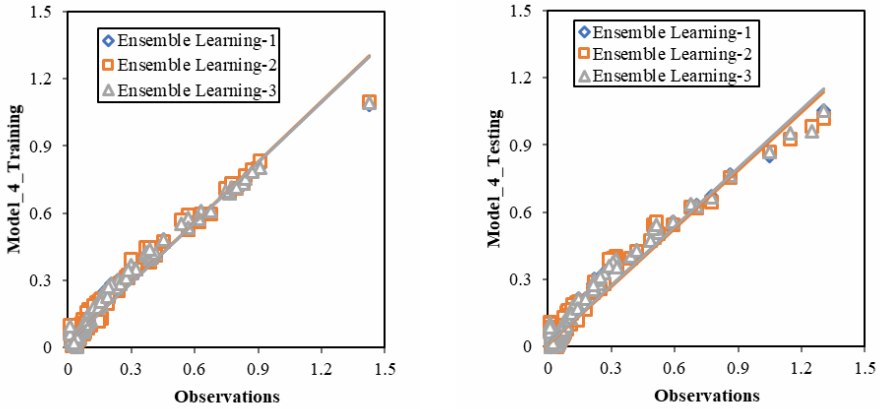 1.5
1.2
0.9
0.6
0.3
0
Model_4_Training
Ensemble Learning-1
Ensemble Learning-2
Ensemble Learning-3
0 0.3 0.6 0.9 1.2 1.5
Observations
1.5
1.2
0.9
0.6
0.3
0
Model_4_Testing
Ensemble Learning-1
Ensemble Learning-2
Ensemble Learning-3
0 0.3 0.6 0.9 1.2 1.5
Observations